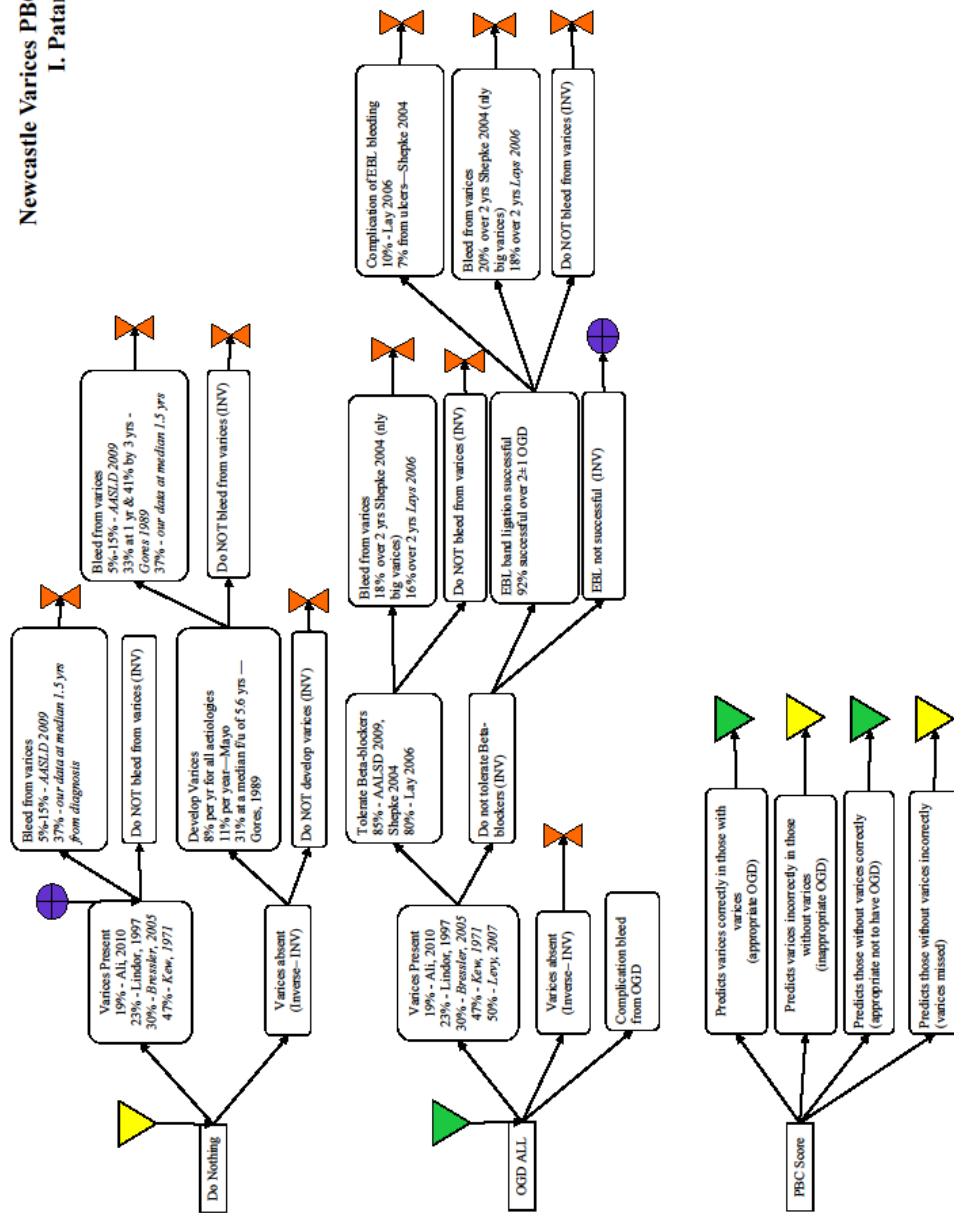 Newcastle Varices PB
I. Patar
Do Nothing
Varices Present
19% - Ali, 2010
23% - Lindor, 1997
30% - Bressler, 2005
47% - Kew, 1971
Varices absent
(Inverse– INV)
Bleed from varices
5%-15% - AASLD 2009
37% - our data at median 1.5 yrs
from diagnosis
Do NOT bleed from varices (INV)
Develop Varices
8% per yr for all aetiologies
11% per year—Mayo
31% at a median f/u of 5.6 yrs —
Gores, 1989
Do NOT develop varices (INV)
Bleed from varices
5%-15% - AASLD 2009
33% at 1 yr & 41% by 3 yrs -
Gores 1989
37% - our data at median 1.5 yrs
Do NOT bleed from varices (INV)
OGD ALL
Varices Present
19% - Ali, 2010
23% - Lindor, 1997
30% - Bressler, 2005
47% - Kew, 1971
50% - Levy, 2007
Varices absent
(Inverse– INV)
Complication bleed
from OGD
Tolerate Beta-blockers
85% - AALSD 2009,
Shepke 2004
80% - Lay 2006
Do not tolerate Beta-
blockers (INV)
Bleed from varices
18% over 2 yrs Shepke 2004 (nly
big varices)
16% over 2 yrs Lays 2006
Do NOT bleed from varices (INV)
EBL band ligation successful
92% successful over 2±1 OGD
EBL not successful (INV)
Complication of EBL bleeding
10% - Lay 2006
7% from ulcers—Shepke 2004
Bleed from varices
20% over 2 yrs Shepke 2004 (nly
big varices)
18% over 2 yrs Lays 2006
Do NOT bleed from varices (INV)
PBC Score
Predicts varices correctly in those with
varices
(appropriate OGD)
Predicts varices incorrectly in those
without varices
(inappropriate OGD)
Predicts those without varices correctly
(appropriate not to have OGD)
Predicts those without varices incorrectly
(varices missed)